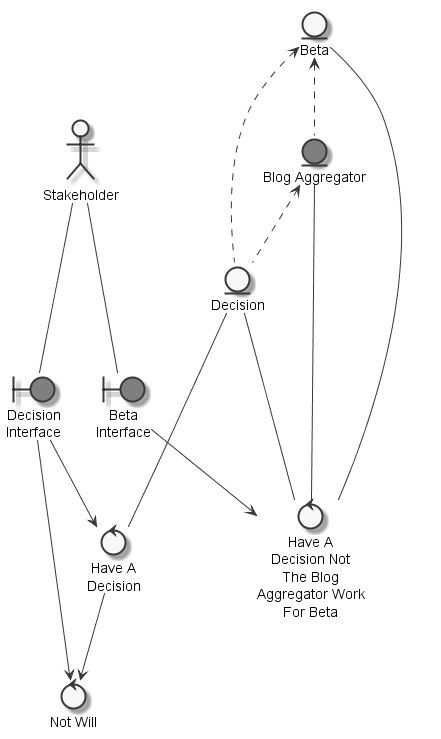 Beta
Blog Aggregator
Stakeholder
Decision
Decision
Interface
Beta
Interface
Have A
Decision
Have A
Decision Not
The Blog
Aggregator Work
For Beta
Not Will